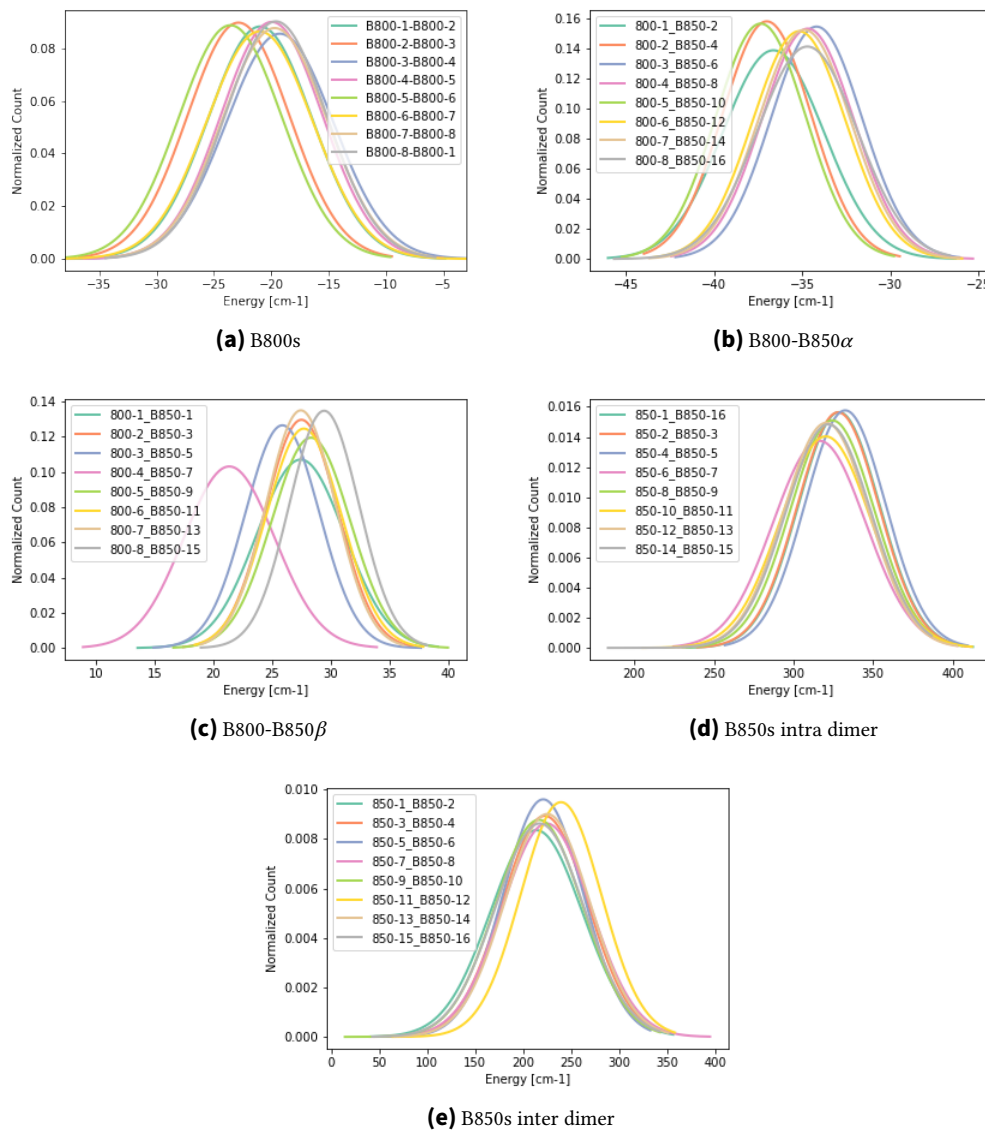 Normalized Count
0.08
0.06
0.04
0.02
0.00
B800-1-B800-2
B800-2-B800-3
B800-3-B800-4
B800-4-B800-5
B800-5-B800-6
B800-6-B800-7
B800-7-B800-8
B800-8-B800-1
−35 −30 −25 −20 −15 −10 −5
Energy [cm-1]
(a) B800s
Normalized Count
0.16
0.14
0.12
0.10
0.08
0.06
0.04
0.02
0.00
800-1_B850-2
800-2_B850-4
800-3_B850-6
800-4_B850-8
800-5_B850-10
800-6_B850-12
800-7_B850-14
800-8_B850-16
−45 −40 −35 −30 −25
Energy [cm-1]
(b) B800-B850α
Normalized Count
0.14
0.12
0.10
0.08
0.06
0.04
0.02
0.00
800-1_B850-1
800-2_B850-3
800-3_B850-5
800-4_B850-7
800-5_B850-9
800-6_B850-11
800-7_B850-13
800-8_B850-15
10 15 20 25 30 35 40
Energy [cm-1]
(c) B800-B850β
Normalized Count
0.016
0.014
0.012
0.010
0.008
0.006
0.004
0.002
0.000
850-1_B850-16
850-2_B850-3
850-4_B850-5
850-6_B850-7
850-8_B850-9
850-10_B850-11
850-12_B850-13
850-14_B850-15
200 250 300 350 400
Energy [cm-1]
(d) B850s intra dimer
Normalized Count
0.010
0.008
0.006
0.004
0.002
0.000
850-1_B850-2
850-3_B850-4
850-5_B850-6
850-7_B850-8
850-9_B850-10
850-11_B850-12
850-13_B850-14
850-15_B850-16
0 50 100 150 200 250 300 350 400
Energy [cm-1]
(e) B850s inter dimer